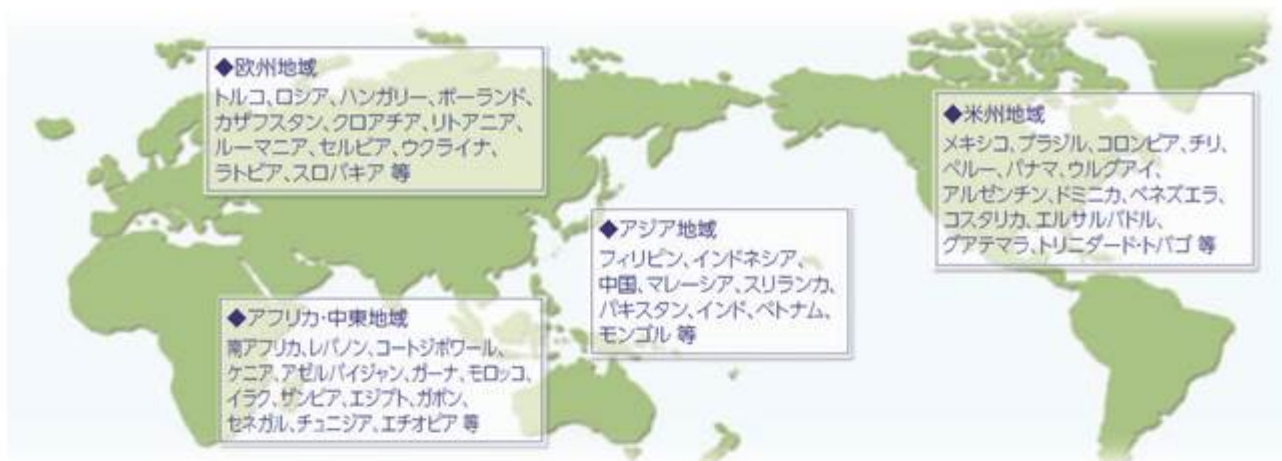 ◆欧州地域
トルコ、ロシア、ハンガリー、ポーランド、
カザフスタン、クロアチア、リトアニア、
ルーマニア、セルビア、ウクライナ、
ラトビア、スロバキア 等
◆米州地域
メキシコ、ブラジル、コロンビア、チリ、
ペルー、パナマ、ウルグアイ、
アルゼンチン、ドミニカ、ベネズエラ、
コスタリカ、エルサルバドル、
グアテマラ、トリニダード・トバゴ 等
◆アジア地域
フィリピン、インドネシア、
中国、マレーシア、スリランカ、
パキスタン、インド、ベトナム、
モンゴル 等
◆アフリカ・中東地域
南アフリカ、レバノン、コートジボワール、
ケニア、アゼルバイジャン、ガーナ、モロッコ、
イラク、ザンビア、エジプト、ガボン、
セネガル、チュニジア、エチオピア 等